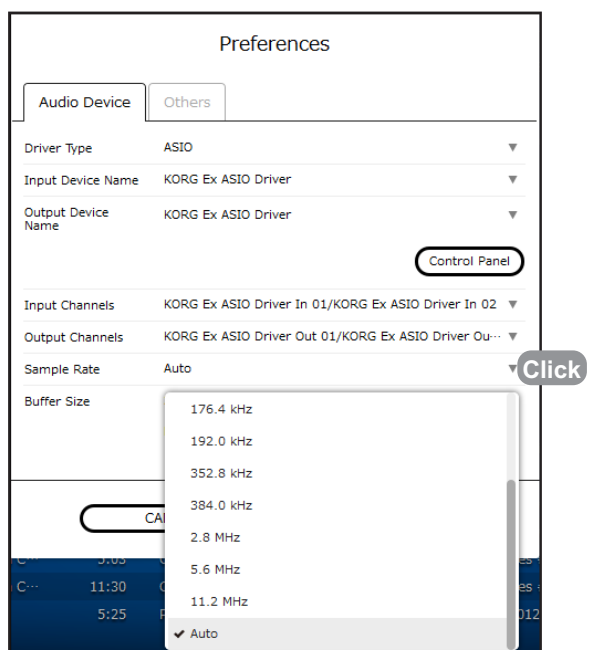 Preferences
Audio Device Others
Driver Type ASIO
Input Device Name KORG Ex ASIO Driver
Output Device
Name KORG Ex ASIO Driver
Control Panel
Input Channels KORG Ex ASIO Driver In 01/KORG Ex ASIO Driver In 02
Output Channels KORG Ex ASIO Driver Out 01/KORG Ex ASIO Driver Ou···
Sample Rate Auto Click
Buffer Size
176.4 kHz
192.0 kHz
352.8 kHz
384.0 kHz
2.8 MHz
5.6 MHz
11.2 MHz
Auto
C··· 11:30
5:25